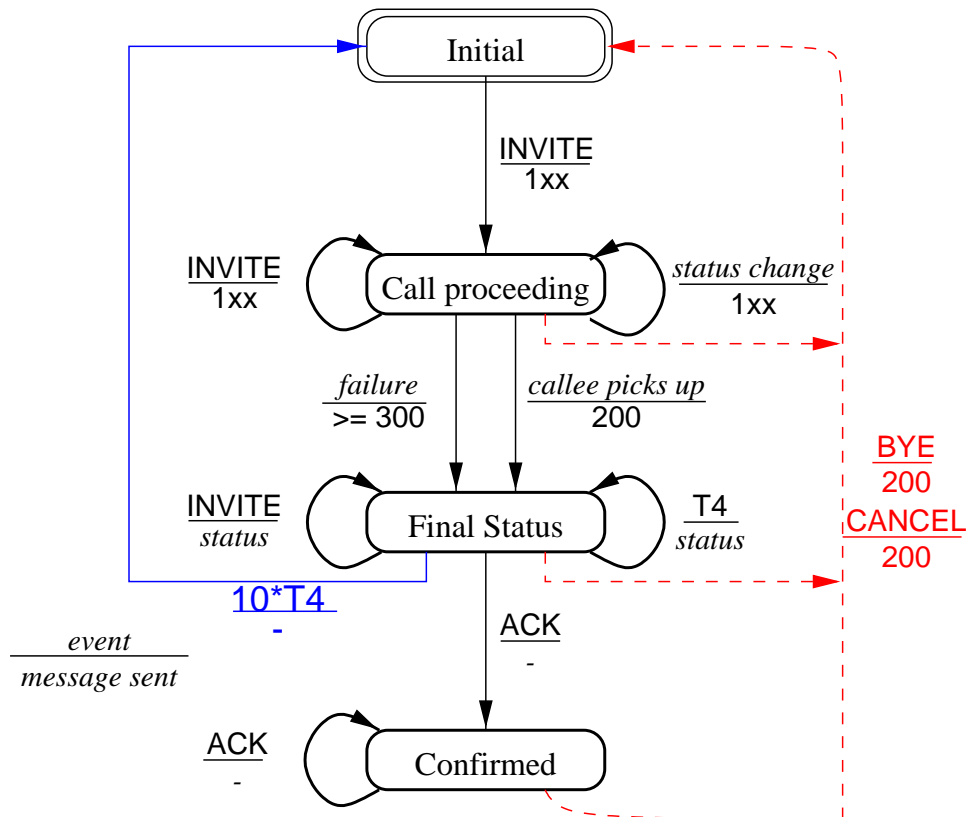 Initial
INVITE
1xx
INVITE
1xx
Call proceeding
status change
1xx
failure
>= 300
callee picks up
200
BYE
200
CANCEL
200
INVITE
status
Final Status
T4
status
10*T4
-
ACK
-
event
message sent
ACK
-
Confirmed